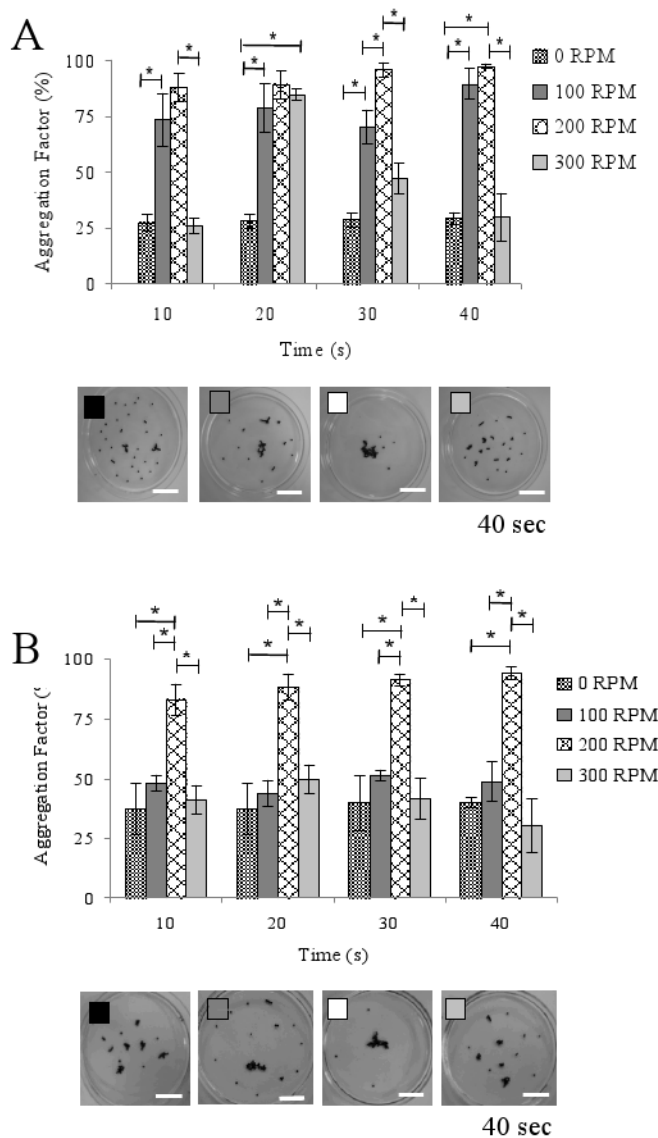 A
* * * * * * * * * * *
Aggregation Factor (%)
100
75
50
25
0
10 20 30 40
Time (s)
0 RPM
100 RPM
200 RPM
300 RPM
40 sec
B
* * * * * * * * * * * *
Aggregation Factor (
100
75
50
25
0
10 20 30 40
Time (s)
0 RPM
100 RPM
200 RPM
300 RPM
40 sec